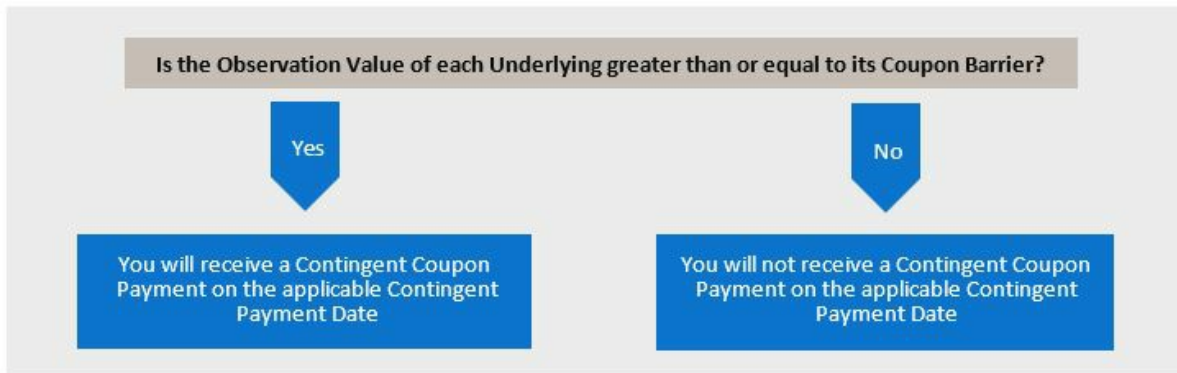 Is the Observation Value of each Underlying greater than or equal to its Coupon Barrier?
Yes
No
You will receive a Contingent Coupon
Payment on the applicable Contingent
Payment Date
You will not receive a Contingent Coupon
Payment on the applicable Contingent
Payment Date